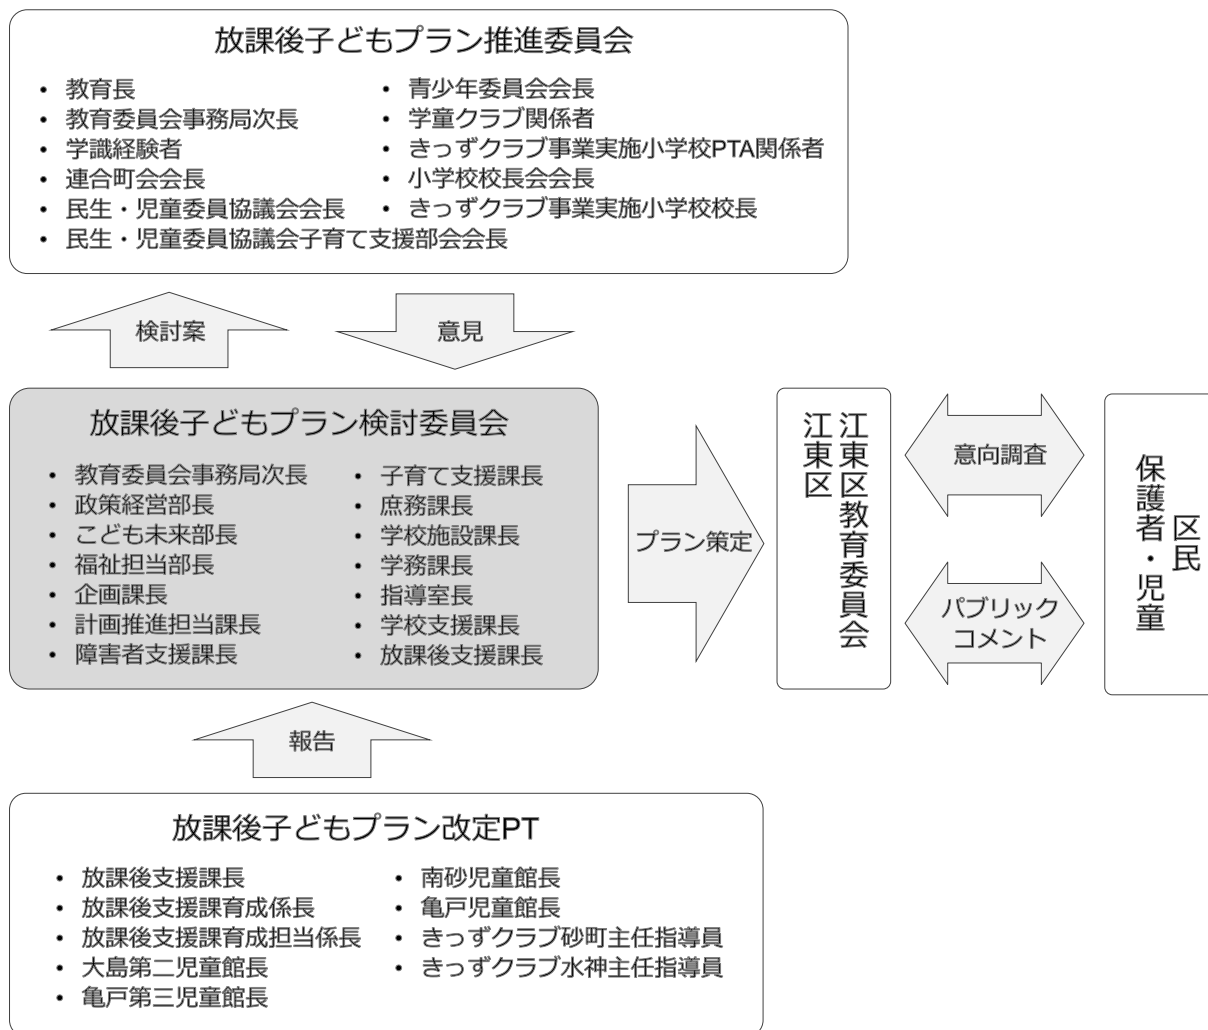 放課後子どもプラン推進委員会
• 教育長
• 教育委員会事務局次長
• 学識経験者
• 連合町会会長
• 民生・児童委員協議会会長
• 民生・児童委員協議会子育て支援部会会長
• 青少年委員会会長
• 学童クラブ関係者
• きっずクラブ事業実施小学校PTA関係者
• 小学校校長会会長
• きっずクラブ事業実施小学校校長
検討案
意見
放課後子どもプラン検討委員会
• 教育委員会事務局次長
• 政策経営部長
• こども未来部長
• 福祉担当部長
• 企画課長
• 計画推進担当課長
• 障害者支援課長
• 子育て支援課長
• 庶務課長
• 学校施設課長
• 学務課長
• 指導室長
• 学校支援課長
• 放課後支援課長
プラン策定
江東区教育委員会
江東区
意向調査
パブリック
コメント
区民
保護者・児童
報告
放課後子どもプラン改定PT
• 放課後支援課長
• 放課後支援課育成係長
• 放課後支援課育成担当係長
• 大島第二児童館長
• 亀戸第三児童館長
• 南砂児童館長
• 亀戸児童館長
• きっずクラブ砂町主任指導員
• きっずクラブ水神主任指導員